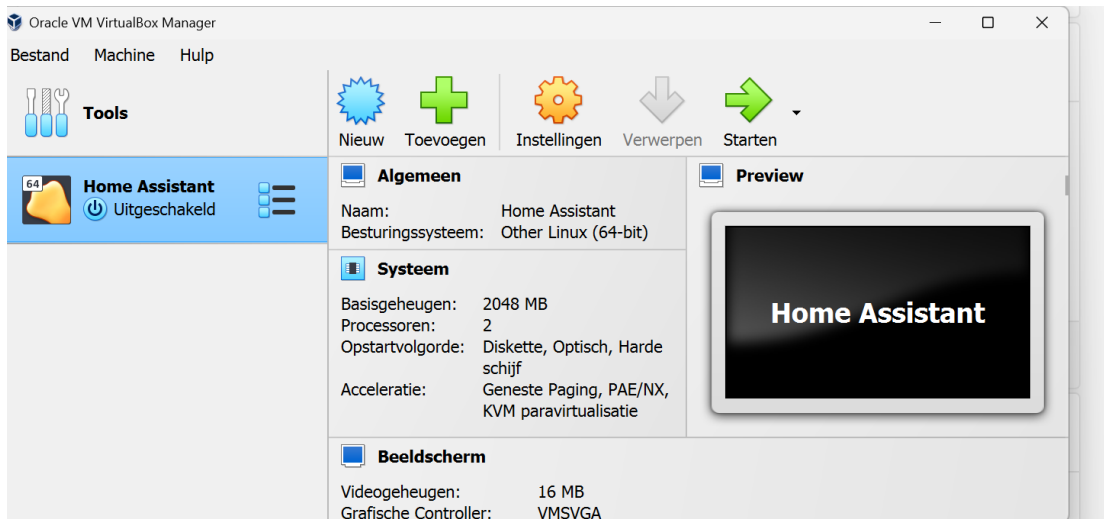 Oracle VM VirtualBox Manager
Bestand Machine Hulp
Tools
Nieuw Toevoegen Instellingen Verwerpen Starten
64
Home Assistant
Uitgeschakeld
Algemeen
Naam: Home Assistant
Besturingssysteem: Other Linux (64-bit)
Systeem
Basisgeheugen: 2048 MB
Processoren: 2
Opstartvolgorde: Diskette, Optisch, Harde
schijf
Acceleratie: Geneste Paging, PAE/NX,
KVM paravirtualisatie
Preview
Home Assistant
Beeldscherm
Videogeheugen: 16 MB
Grafische Controller: VMSVGA